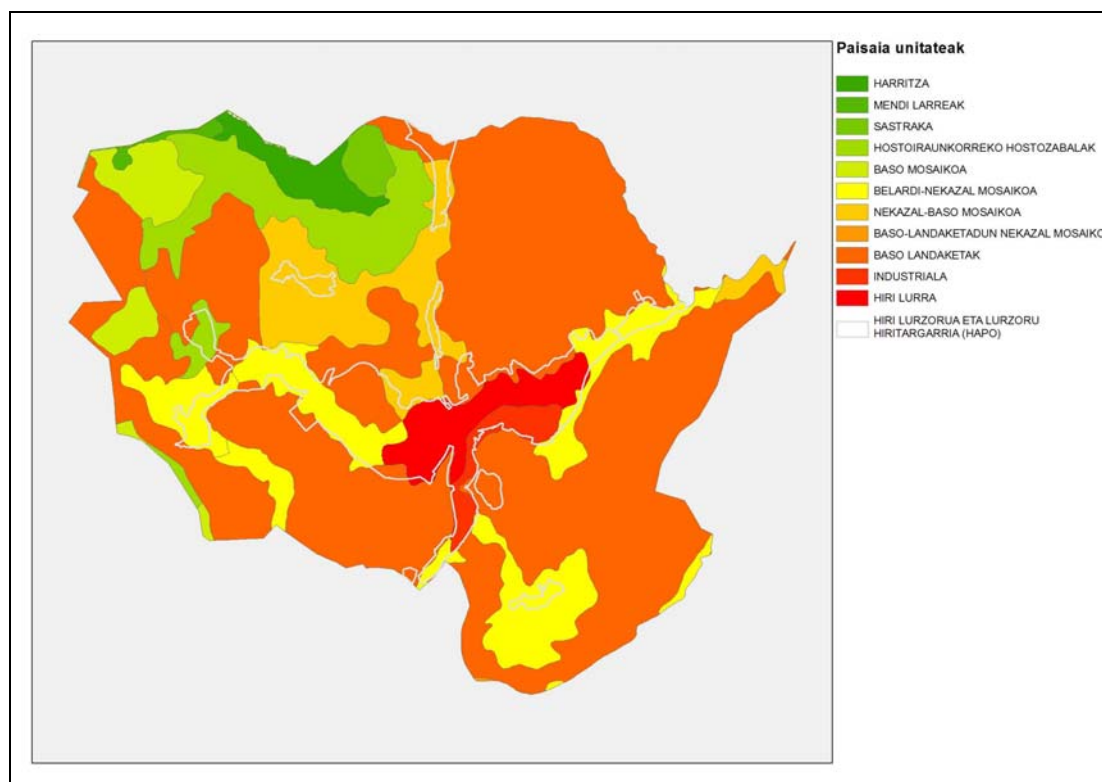 Paisaia unitateak
HARRITZA
MENDI LARREAK
SASTRAKA
HOSTOIRAUNKORREKO HOSTOZABALAK
BASO MOSAIKOA
BELARDI-NEKAZAL MOSAIKOA
NEKAZAL-BASO MOSAIKOA
BASO-LANDAKETADUN NEKAZAL MOSAIKO
BASO LANDAKETAK
INDUSTRIALA
HIRI LURRA
HIRI LURZORUA ETA LURZORU
HIRITARGARRIA (HAPO)